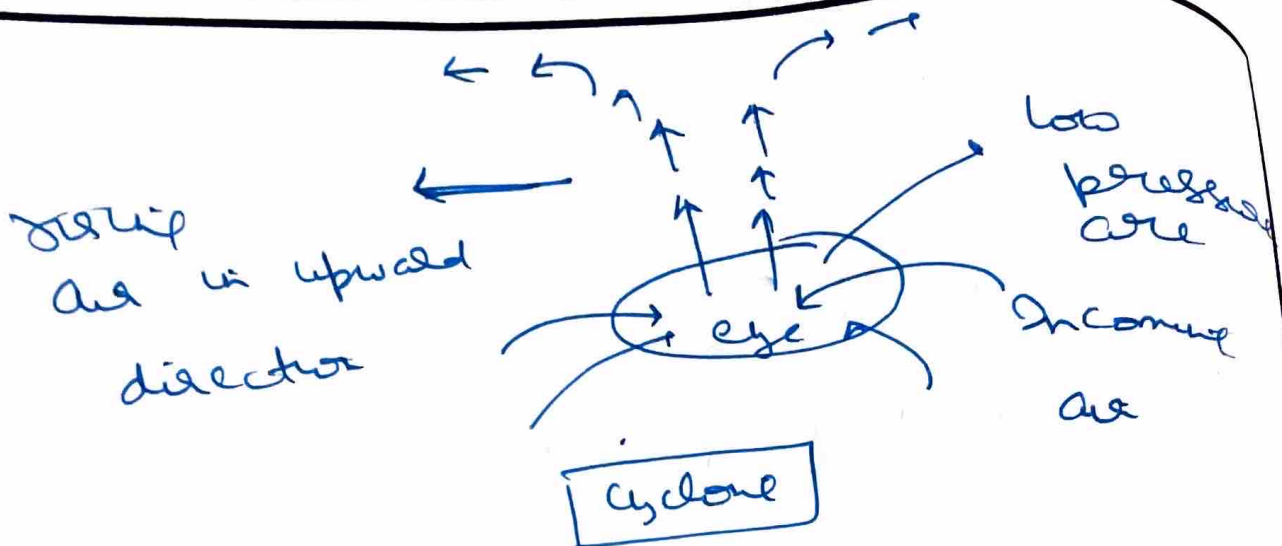 rising
air in upward
direction
eye
low
pressure
are
Incoming
air
Cyclone